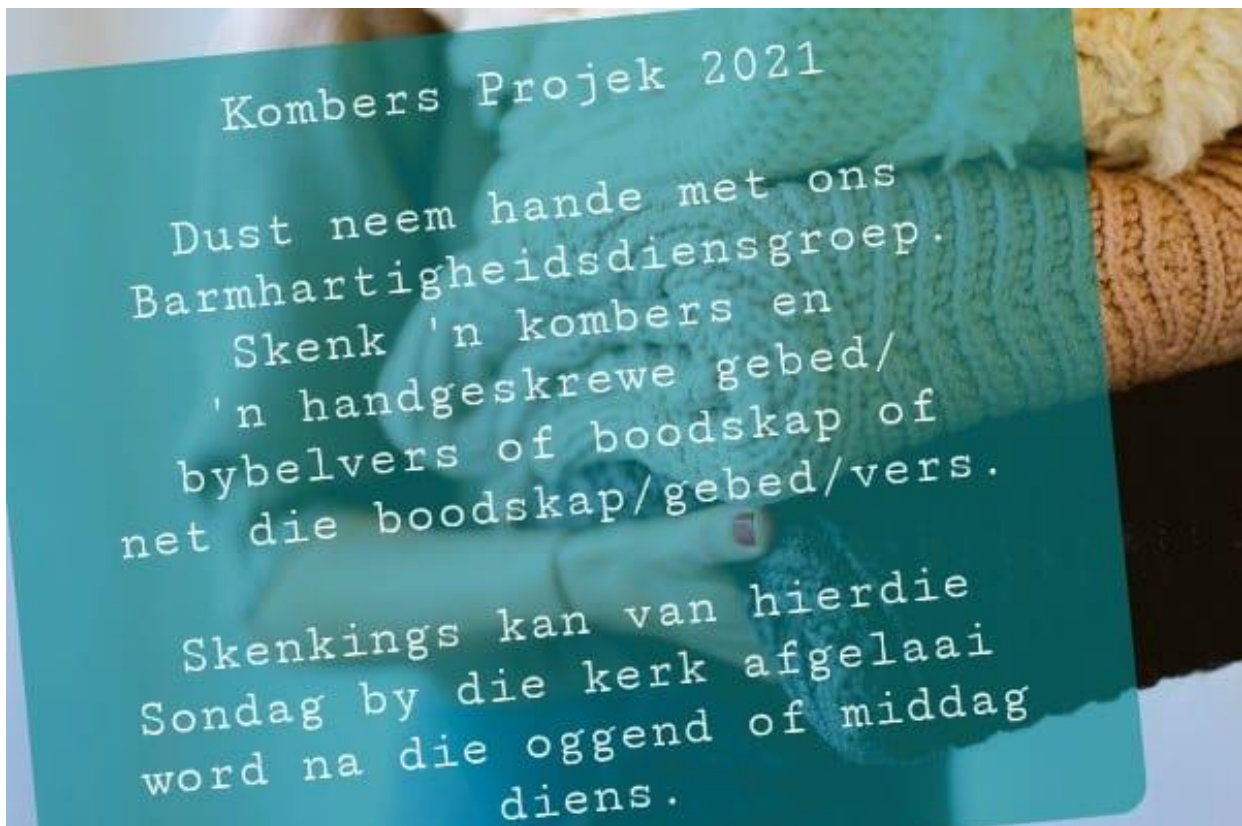 Kombers Projek 2021
Dust neem hande met ons
Barmhartigheidsdiensgroep.
Skenk 'n kombers en
'n handgeskrewe gebed/
bybelvers of boodskap of
net die boodskap/gebed/vers.
Skenkings kan van hierdie
Sondag by die kerk afgelaai
word na die oggend of middag
diens.